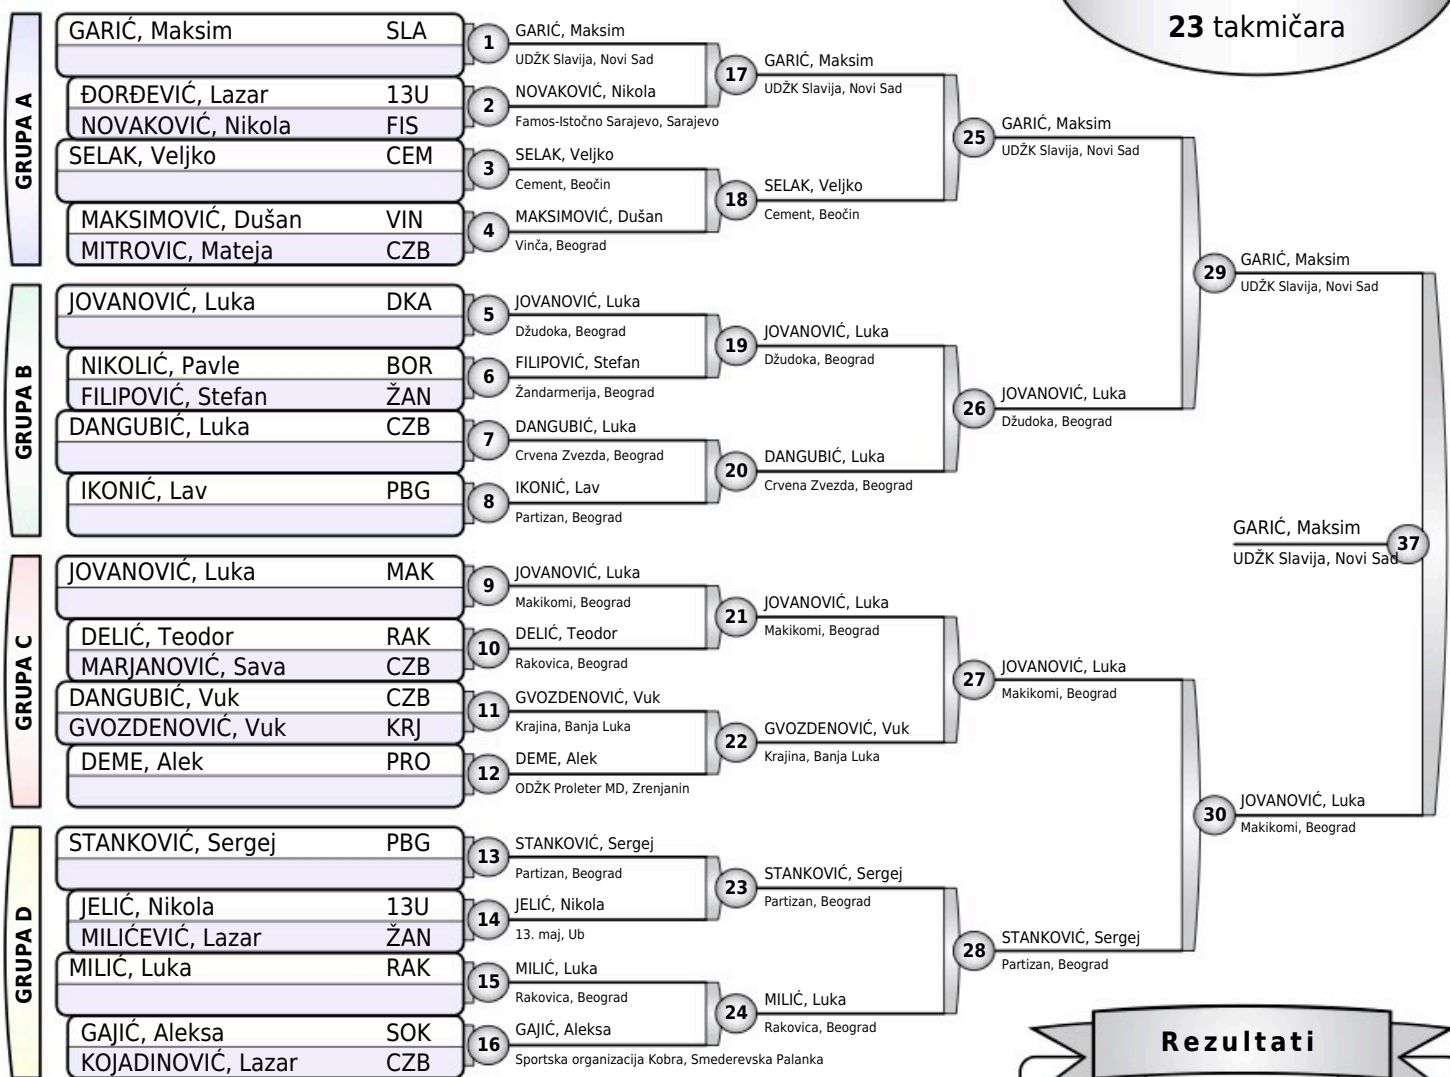 23 takmičara
GRUPA A
GARIĆ, Maksim SLA
ĐORĐEVIĆ, Lazar 13U
NOVAKOVIĆ, Nikola FIS
SELAK, Veljko CEM
MAKSIMOVIĆ, Dušan VIN
MITROVIC, Mateja CZB
GRUPA B
JOVANOVIĆ, Luka DKA
NIKOLIĆ, Pavle BOR
FILIPOVIĆ, Stefan ŽAN
DANGUBIĆ, Luka CZB
IKONIĆ, Lav PBG
GRUPA C
JOVANOVIĆ, Luka MAK
DELIĆ, Teodor RAK
MARJANOVIĆ, Sava CZB
DANGUBIĆ, Vuk CZB
GVOZDENOVIĆ, Vuk KRJ
DEME, Alek PRO
GRUPA D
STANKOVIĆ, Sergej PBG
JELIĆ, Nikola 13U
MILIĆEVIĆ, Lazar ŽAN
MILIĆ, Luka RAK
GAJIĆ, Aleksa SOK
KOJADINOVIĆ, Lazar CZB
1 GARIĆ, Maksim
UDŽK Slavija, Novi Sad
2 NOVAKOVIĆ, Nikola
Famos-Istočno Sarajevo, Sarajevo
3 SELAK, Veljko
Cement, Beočin
4 MAKSIMOVIĆ, Dušan
Vinča, Beograd
5 JOVANOVIĆ, Luka
Džudoka, Beograd
6 FILIPOVIĆ, Stefan
Žandarmerija, Beograd
7 DANGUBIĆ, Luka
Crvena Zvezda, Beograd
8 IKONIĆ, Lav
Partizan, Beograd
9 JOVANOVIĆ, Luka
Makikomi, Beograd
10 DELIĆ, Teodor
Rakovica, Beograd
11 GVOZDENOVIĆ, Vuk
Krajina, Banja Luka
12 DEME, Alek
ODŽK Proleter MD, Zrenjanin
13 STANKOVIĆ, Sergej
Partizan, Beograd
14 JELIĆ, Nikola
13. maj, Ub
15 MILIĆ, Luka
Rakovica, Beograd
16 GAJIĆ, Aleksa
Sportska organizacija Kobra, Smederevska Palanka
17 GARIĆ, Maksim
UDŽK Slavija, Novi Sad
18 SELAK, Veljko
Cement, Beočin
19 JOVANOVIĆ, Luka
Džudoka, Beograd
20 DANGUBIĆ, Luka
Crvena Zvezda, Beograd
21 JOVANOVIĆ, Luka
Makikomi, Beograd
22 GVOZDENOVIĆ, Vuk
Krajina, Banja Luka
23 STANKOVIĆ, Sergej
Partizan, Beograd
24 MILIĆ, Luka
Rakovica, Beograd
25 GARIĆ, Maksim
UDŽK Slavija, Novi Sad
26 JOVANOVIĆ, Luka
Džudoka, Beograd
27 JOVANOVIĆ, Luka
Makikomi, Beograd
28 STANKOVIĆ, Sergej
Partizan, Beograd
29 GARIĆ, Maksim
UDŽK Slavija, Novi Sad
30 JOVANOVIĆ, Luka
Makikomi, Beograd
GARIĆ, Maksim 37
UDŽK Slavija, Novi Sad
Rezultati